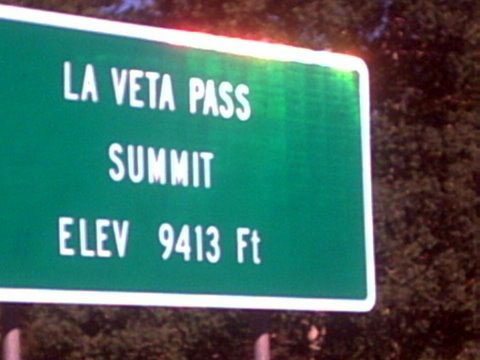 LA VETA PASS
SUMMIT
ELEV 9413 Ft